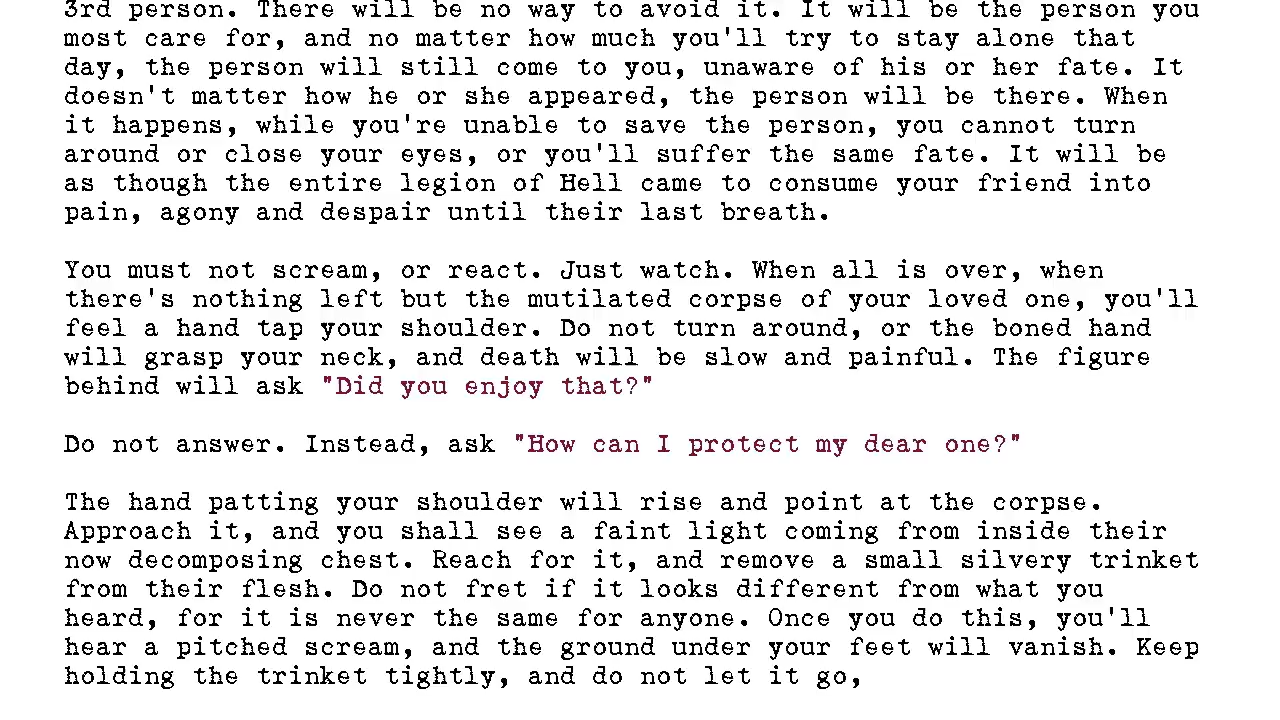 3rd person. There will be no way to avoid it. It will be the person you
most care for, and no matter how much you'll try to stay alone that
day, the person will still come to you, unaware of his or her fate. It
doesn't matter how he or she appeared, the person will be there. When
it happens, while you're unable to save the person, you cannot turn
around or close your eyes, or you'll suffer the same fate. It will be
as though the entire legion of Hell came to consume your friend into
pain, agony and despair until their last breath.

You must not scream, or react. Just watch. When all is over, when
there's nothing left but the mutilated corpse of your loved one, you'll
feel a hand tap your shoulder. Do not turn around, or the boned hand
will grasp your neck, and death will be slow and painful. The figure
behind will ask "Did you enjoy that?"

Do not answer. Instead, ask "How can I protect my dear one?"

The hand patting your shoulder will rise and point at the corpse.
Approach it, and you shall see a faint light coming from inside their
now decomposing chest. Reach for it, and remove a small silvery trinket
from their flesh. Do not fret if it looks different from what you
heard, for it is never the same for anyone. Once you do this, you'll
hear a pitched scream, and the ground under your feet will vanish. Keep
holding the trinket tightly, and do not let it go,